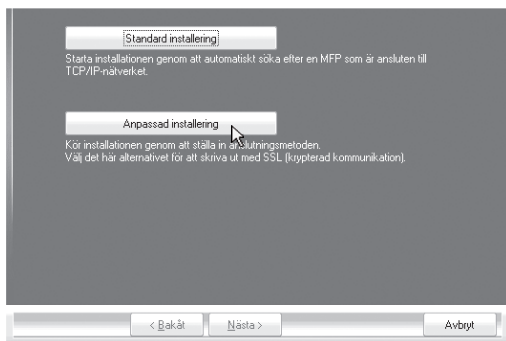 Standard installering
Starta installationen genom att automatiskt söka efter en MFP som är ansluten till
TCP/IP-nätverket.
Anpassad installering
Kör installationen genom att ställa in anslutningsmetoden.
Välj det här alternativet för att skriva ut med SSL (krypterad kommunikation).
< Bakåt
Nästa >
Avbryt